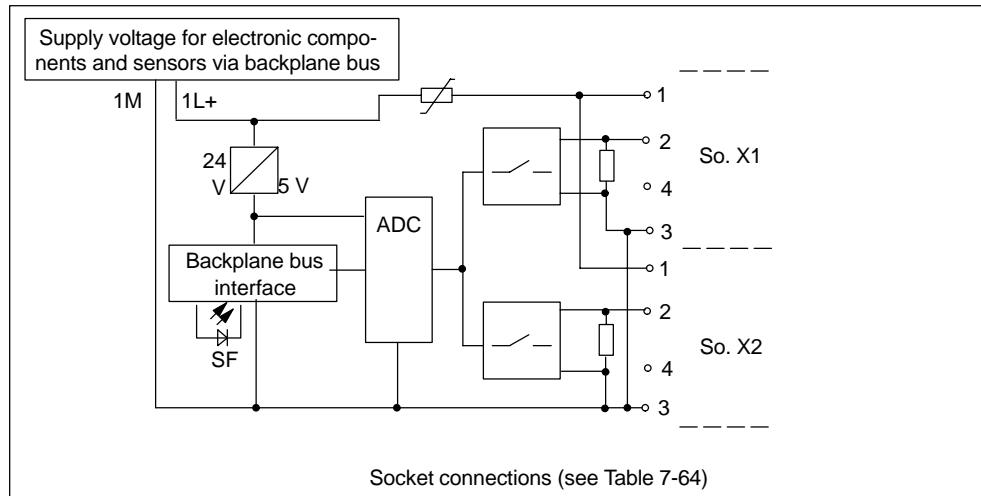 Supply voltage for electronic compo-
nents and sensors via backplane bus
1M
1L+
1
2
So. X1
4
3
24
V
5 V
ADC
Backplane bus
interface
SF
1
2
So. X2
4
3
Socket connections (see Table 7-64)